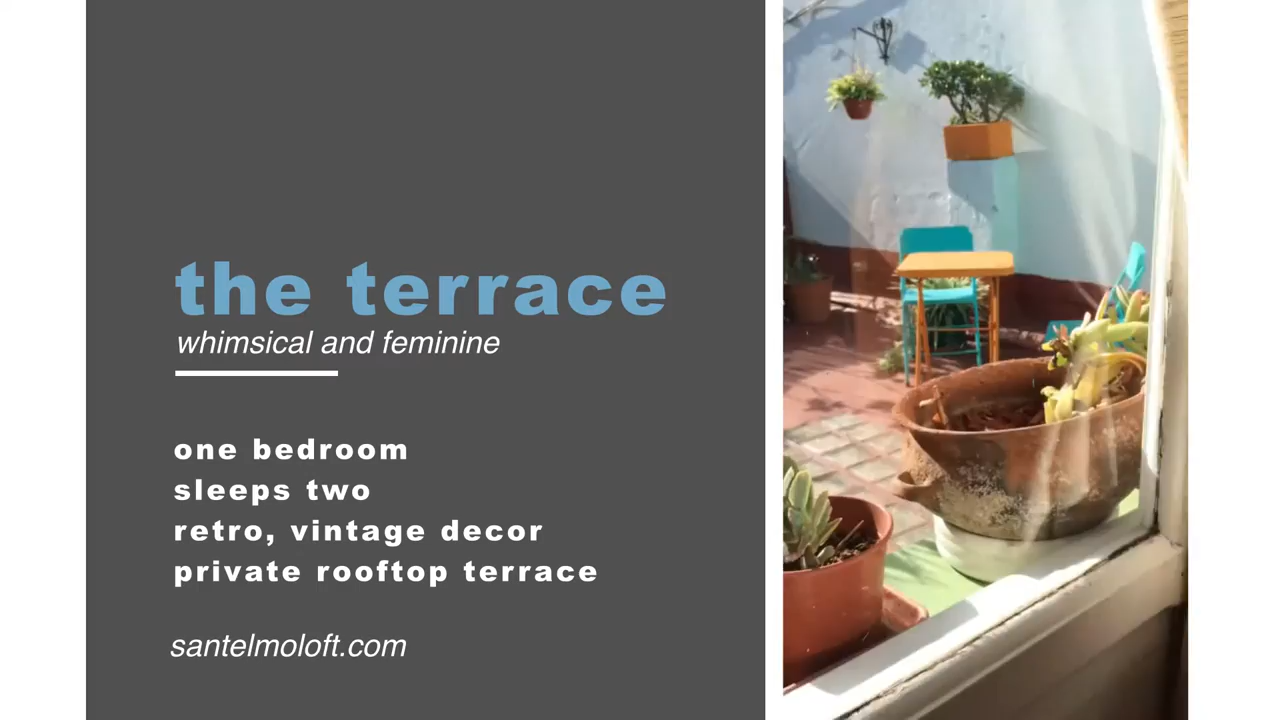 the terrace
whimsical and feminine
one bedroom
sleeps two
retro, vintage decor
private rooftop terrace
santelmoloft.com